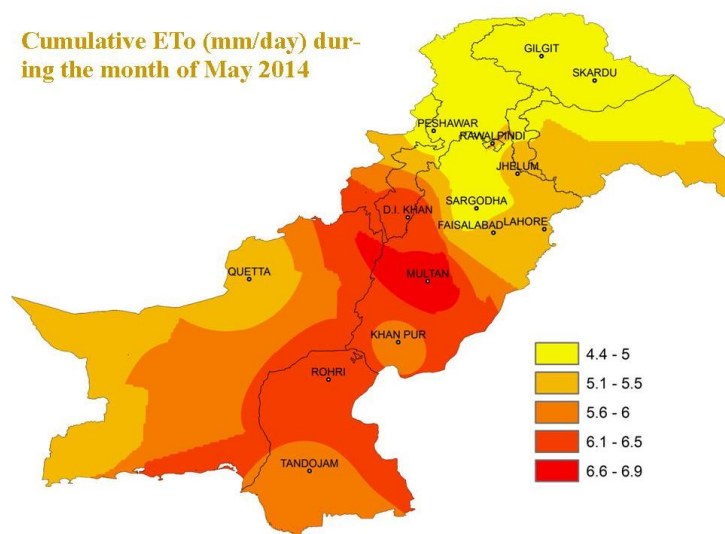 Cumulative ETo (mm/day) dur-
ing the month of May 2014
GILGIT
SKARDU
PESHAWAR
RAWALPINDI
JHELUM
SARGODHA
D.I. KHAN
FAISALABAD
LAHORE
QUETTA
MULTAN
KHAN PUR
ROHRI
TANDOJAM
4.4 - 5
5.1 - 5.5
5.6 - 6
6.1 - 6.5
6.6 - 6.9